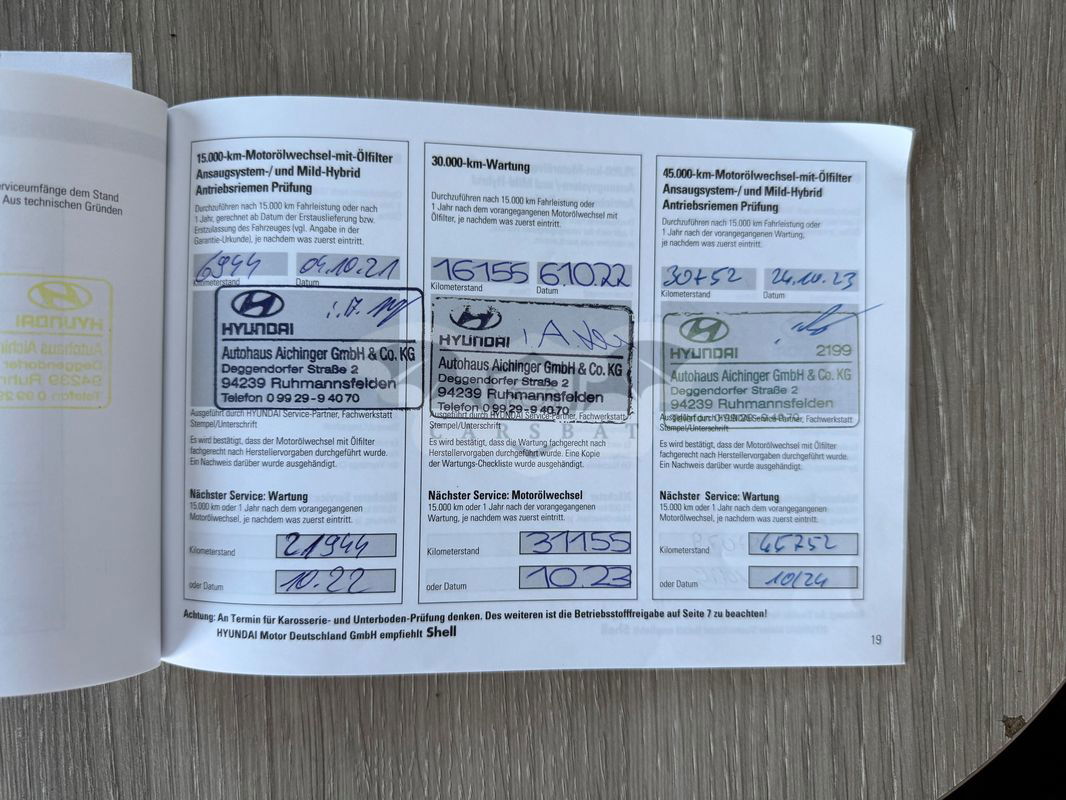 rviceumfänge dem Stand
Aus technischen Gründen
15.000-km-Motorölwechsel-mit-Ölfilter
Ansaugsystem-/ und Mild-Hybrid
Antriebsriemen Prüfung
Durchzuführen nach 15.000 km Fahrleistung oder nach
1 Jahr, gerechnet ab Datum der Erstauslieferung bzw.
Erstzulassung des Fahrzeuges (vgl. Angabe in der
Garantie-Urkunde), je nachdem was zuerst eintritt.
6944 04.10.21
Kilometerstand Datum
HYUNDAI
Autohaus Aichinger GmbH & Co. KG
Deggendorfer Straße 2
94239 Ruhmannsfelden
Telefon 0 99 29 - 9 40 70
Ausgeführt durch HYUNDAI Service-Partner, Fachwerkstatt
Stempel/Unterschrift
Es wird bestätigt, dass der Motorölwechsel mit Ölfilter
fachgerecht nach Herstellervorgaben durchgeführt wurde.
Ein Nachweis darüber wurde ausgehändigt.
Nächster Service: Wartung
15.000 km oder 1 Jahr nach dem vorangegangenen
Motorölwechsel, je nachdem was zuerst eintritt.
Kilometerstand 21944
oder Datum 10.22
30.000-km-Wartung
Durchzuführen nach 15.000 km Fahrleistung oder
1 Jahr nach dem vorangegangenen Motorölwechsel mit
Ölfilter, je nachdem was zuerst eintritt.
16155 6.10.22
Kilometerstand Datum
HYUNDAI
Autohaus Aichinger GmbH & Co. KG
Deggendorfer Straße 2
94239 Ruhmannsfelden
Telefon 0 99 29 - 9 40 70
Ausgeführt durch HYUNDAI Service-Partner, Fachwerkstatt
Stempel/Unterschrift
Es wird bestätigt, dass die Wartung fachgerecht nach
Herstellervorgaben durchgeführt wurde. Eine Kopie
der Wartungs-Checkliste wurde ausgehändigt.
Nächster Service: Motorölwechsel
15.000 km oder 1 Jahr nach der vorangegangenen
Wartung, je nachdem was zuerst eintritt.
Kilometerstand 31155
oder Datum 10.23
45.000-km-Motorölwechsel-mit-Ölfilter
Ansaugsystem-/ und Mild-Hybrid
Antriebsriemen Prüfung
Durchzuführen nach 15.000 km Fahrleistung oder
1 Jahr nach der vorangegangenen Wartung,
je nachdem was zuerst eintritt.
30752 24.10.23
Kilometerstand Datum
HYUNDAI 2199
Autohaus Aichinger GmbH & Co. KG
Deggendorfer Straße 2
94239 Ruhmannsfelden
Ausgeführt durch HYUNDAI Service-Partner, Fachwerkstatt
Stempel/Unterschrift
Es wird bestätigt, dass der Motorölwechsel mit Ölfilter
fachgerecht nach Herstellervorgaben durchgeführt wurde.
Ein Nachweis darüber wurde ausgehändigt.
Nächster Service: Wartung
15.000 km oder 1 Jahr nach dem vorangegangenen
Motorölwechsel, je nachdem was zuerst eintritt.
Kilometerstand 45752
oder Datum 10/24
CARSBAT
Achtung: An Termin für Karosserie- und Unterboden-Prüfung denken. Des weiteren ist die Betriebsstofffreigabe auf Seite 7 zu beachten!
HYUNDAI Motor Deutschland GmbH empfiehlt Shell
19